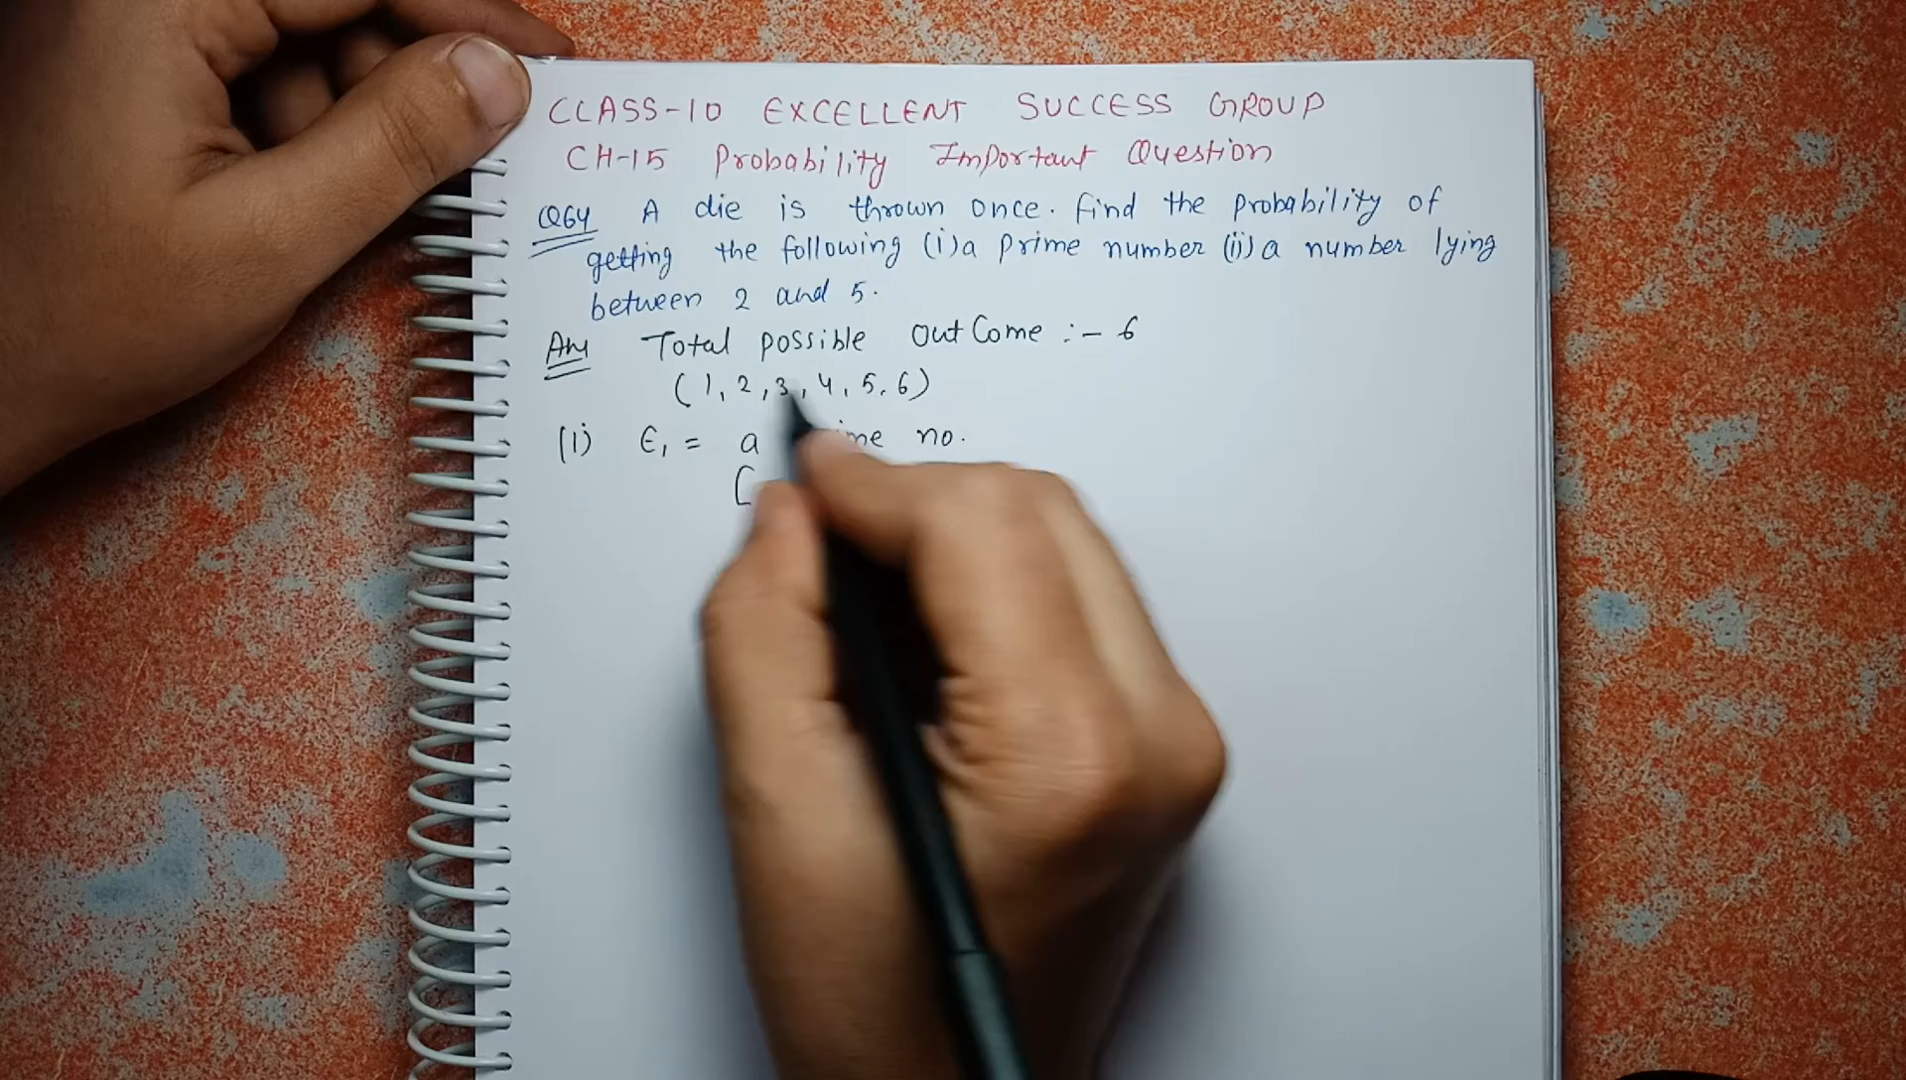 CLASS-10 EXCELLENT SUCCESS GROUP
CH-15 Probability Important Question
Q64 A die is thrown once. find the probability of
getting the following (i) a prime number (ii) a number lying
between 2 and 5.
Ans Total possible outCome :- 6
(1, 2, 3, 4, 5, 6)
(i) E₁ = a no.
(